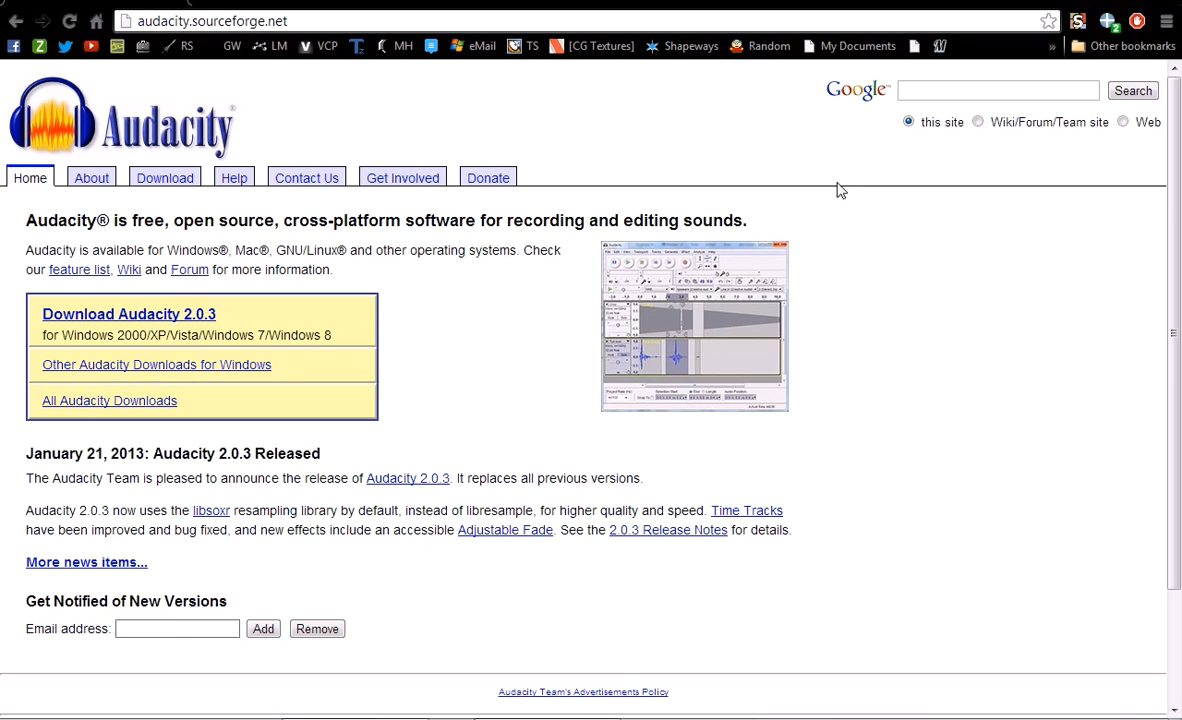 audacity.sourceforge.net
RS GW LM VCP MH eMail TS [CG Textures] Shapeways Random My Documents » Other bookmarks
Audacity®
Google™ Search
this site Wiki/Forum/Team site Web
Home About Download Help Contact Us Get Involved Donate
Audacity® is free, open source, cross-platform software for recording and editing sounds.
Audacity is available for Windows®, Mac®, GNU/Linux® and other operating systems. Check
our feature list, Wiki and Forum for more information.
Download Audacity 2.0.3
for Windows 2000/XP/Vista/Windows 7/Windows 8
Other Audacity Downloads for Windows
All Audacity Downloads
January 21, 2013: Audacity 2.0.3 Released
The Audacity Team is pleased to announce the release of Audacity 2.0.3. It replaces all previous versions.
Audacity 2.0.3 now uses the libsoxr resampling library by default, instead of libresample, for higher quality and speed. Time Tracks
have been improved and bug fixed, and new effects include an accessible Adjustable Fade. See the 2.0.3 Release Notes for details.
More news items...
Get Notified of New Versions
Email address: Add Remove
Audacity Team's Advertisements Policy